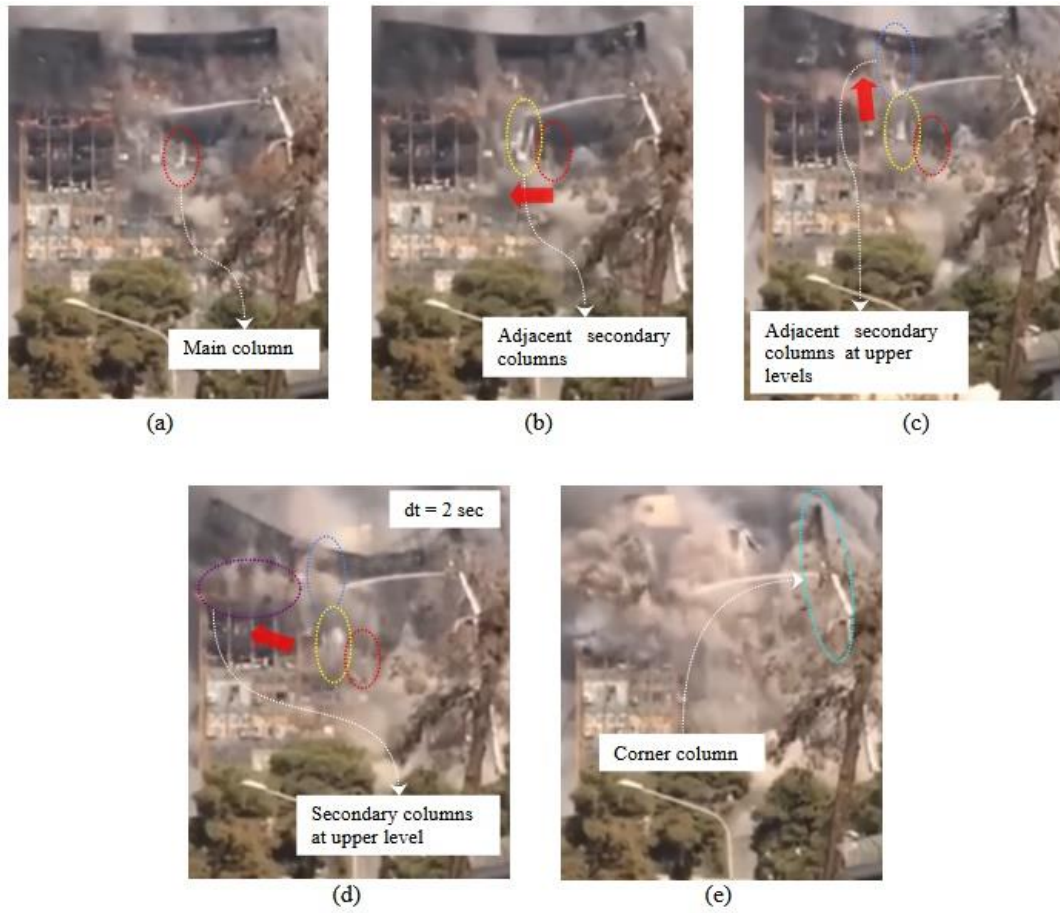 Main column
(a)
Adjacent secondary
columns
(b)
Adjacent secondary
columns at upper
levels
(c)
dt = 2 sec
Secondary columns
at upper level
(d)
Corner column
(e)